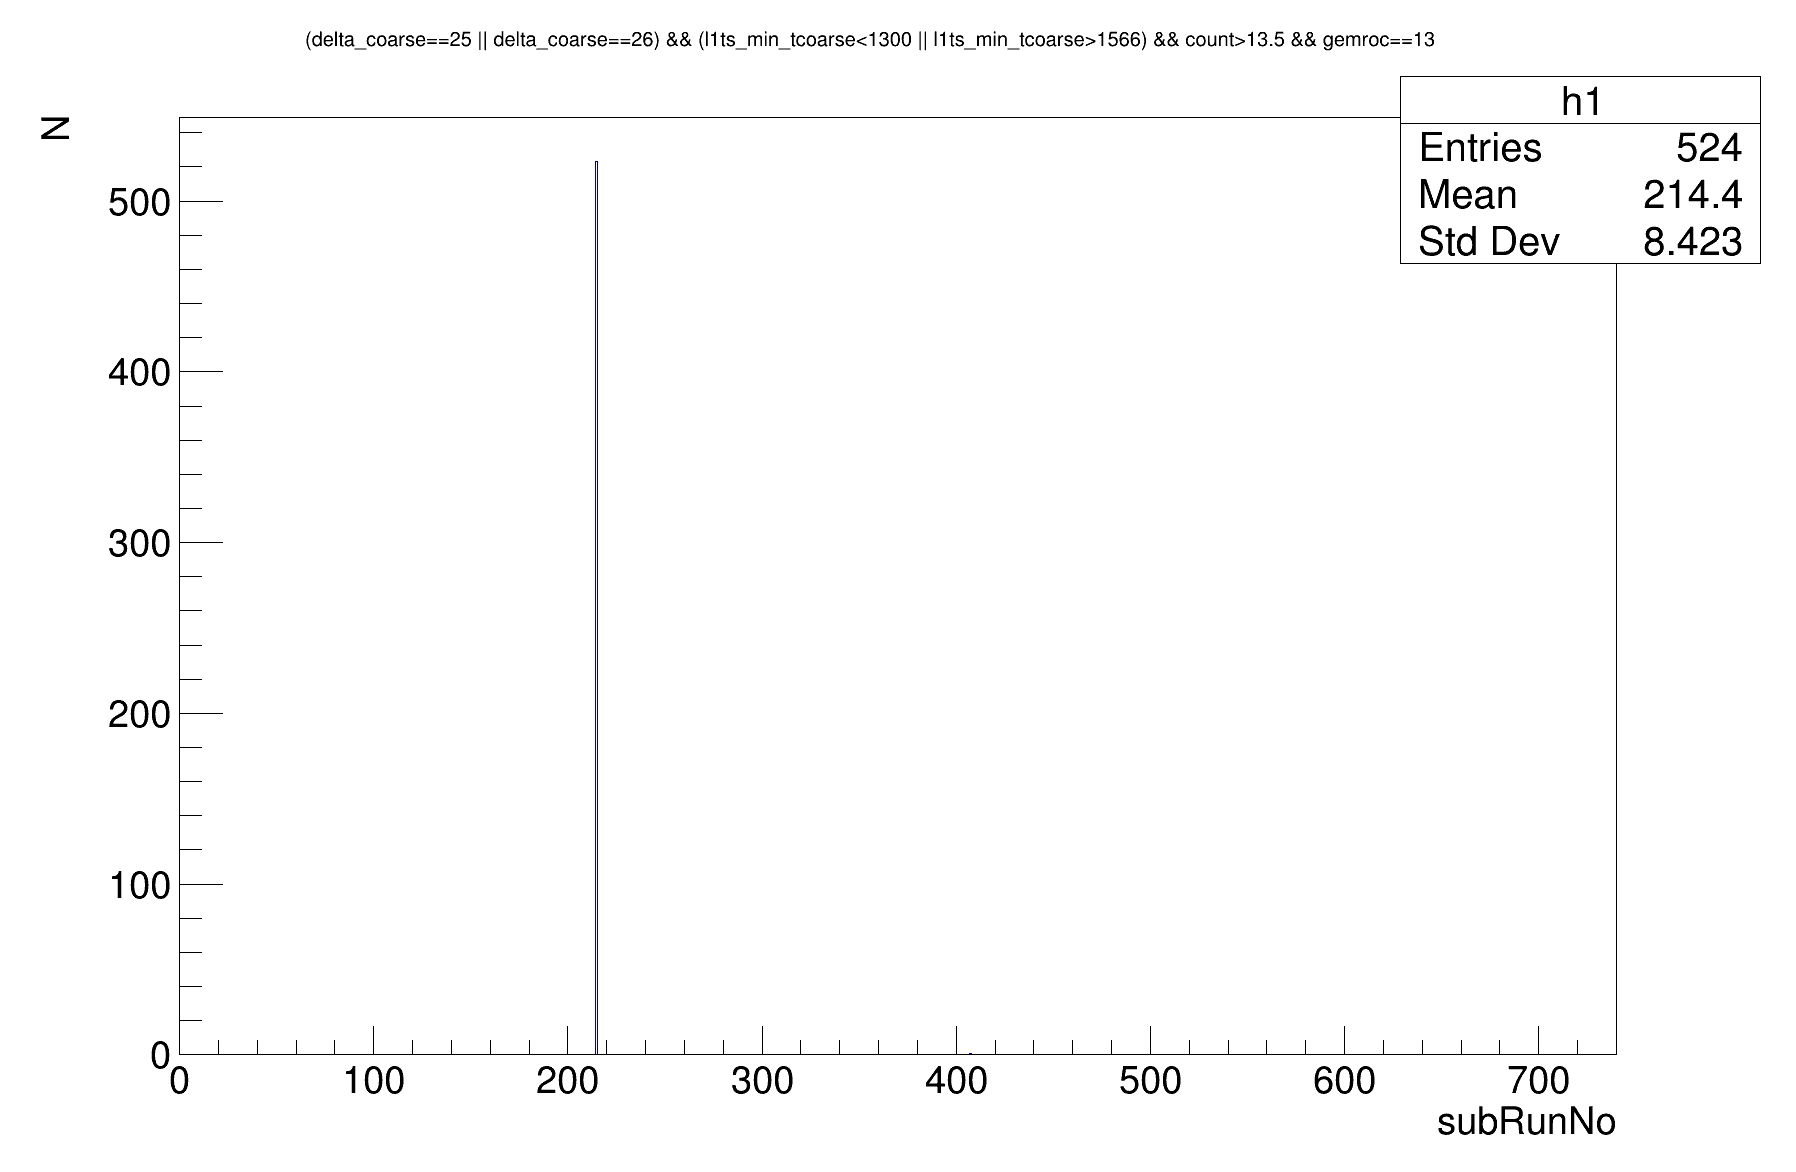 (delta_coarse==25 || delta_coarse==26) && (l1ts_min_tcoarse<1300 || l1ts_min_tcoarse>1566) && count>13.5 && gemroc==13
h1
Entries 524
Mean 214.4
Std Dev 8.423
N
500
400
300
200
100
0
0 100 200 300 400 500 600 700
subRunNo